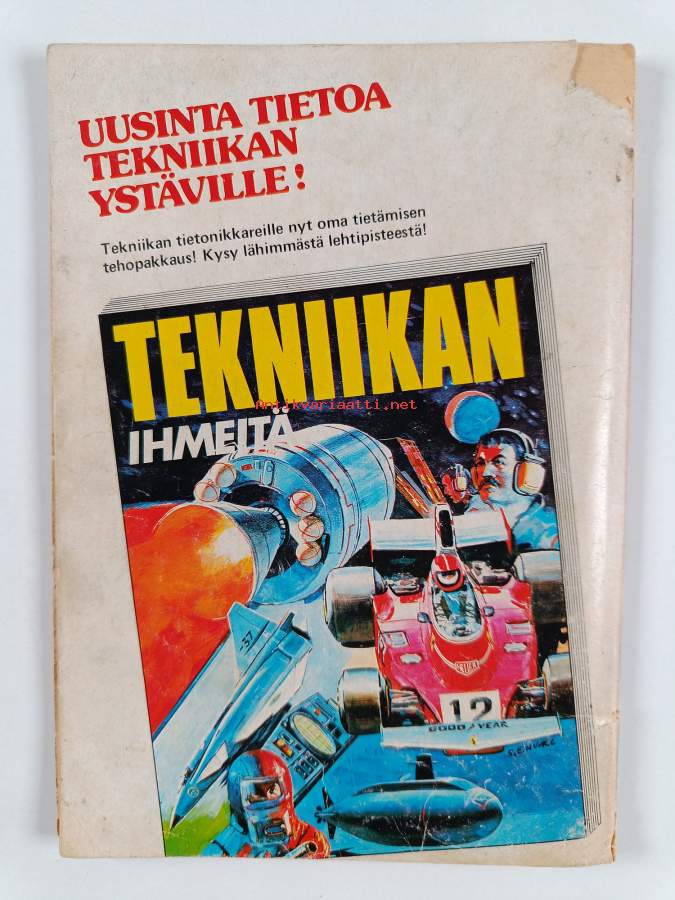 UUSINTA TIETOA
TEKNIIKAN
YSTÄVILLE!
Tekniikan tietonikkareille nyt oma tietämisen
tehopakkaus! Kysy lähimmästä lehtipisteestä!
TEKNIIKAN
Antikvariaatti.net
IHMEITÄ
37
12
GOOD YEAR